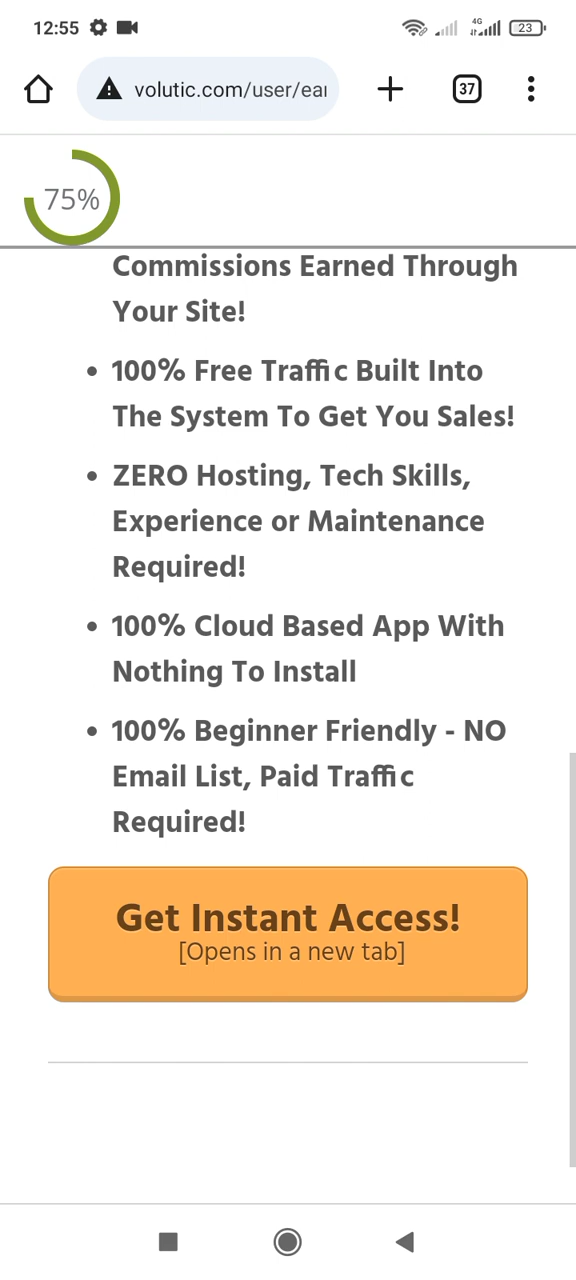 12:55
4G
23
volutic.com/user/ear
37
75%
Commissions Earned Through
Your Site!
• 100% Free Traffic Built Into
The System To Get You Sales!
• ZERO Hosting, Tech Skills,
Experience or Maintenance
Required!
• 100% Cloud Based App With
Nothing To Install
• 100% Beginner Friendly - NO
Email List, Paid Traffic
Required!
Get Instant Access!
[Opens in a new tab]